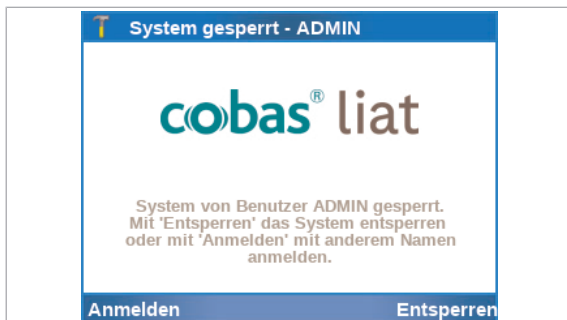 System gesperrt - ADMIN
cobas® liat
System von Benutzer ADMIN gesperrt.
Mit 'Entsperren' das System entsperren
oder mit 'Anmelden' mit anderem Namen
anmelden.
Anmelden Entsperren